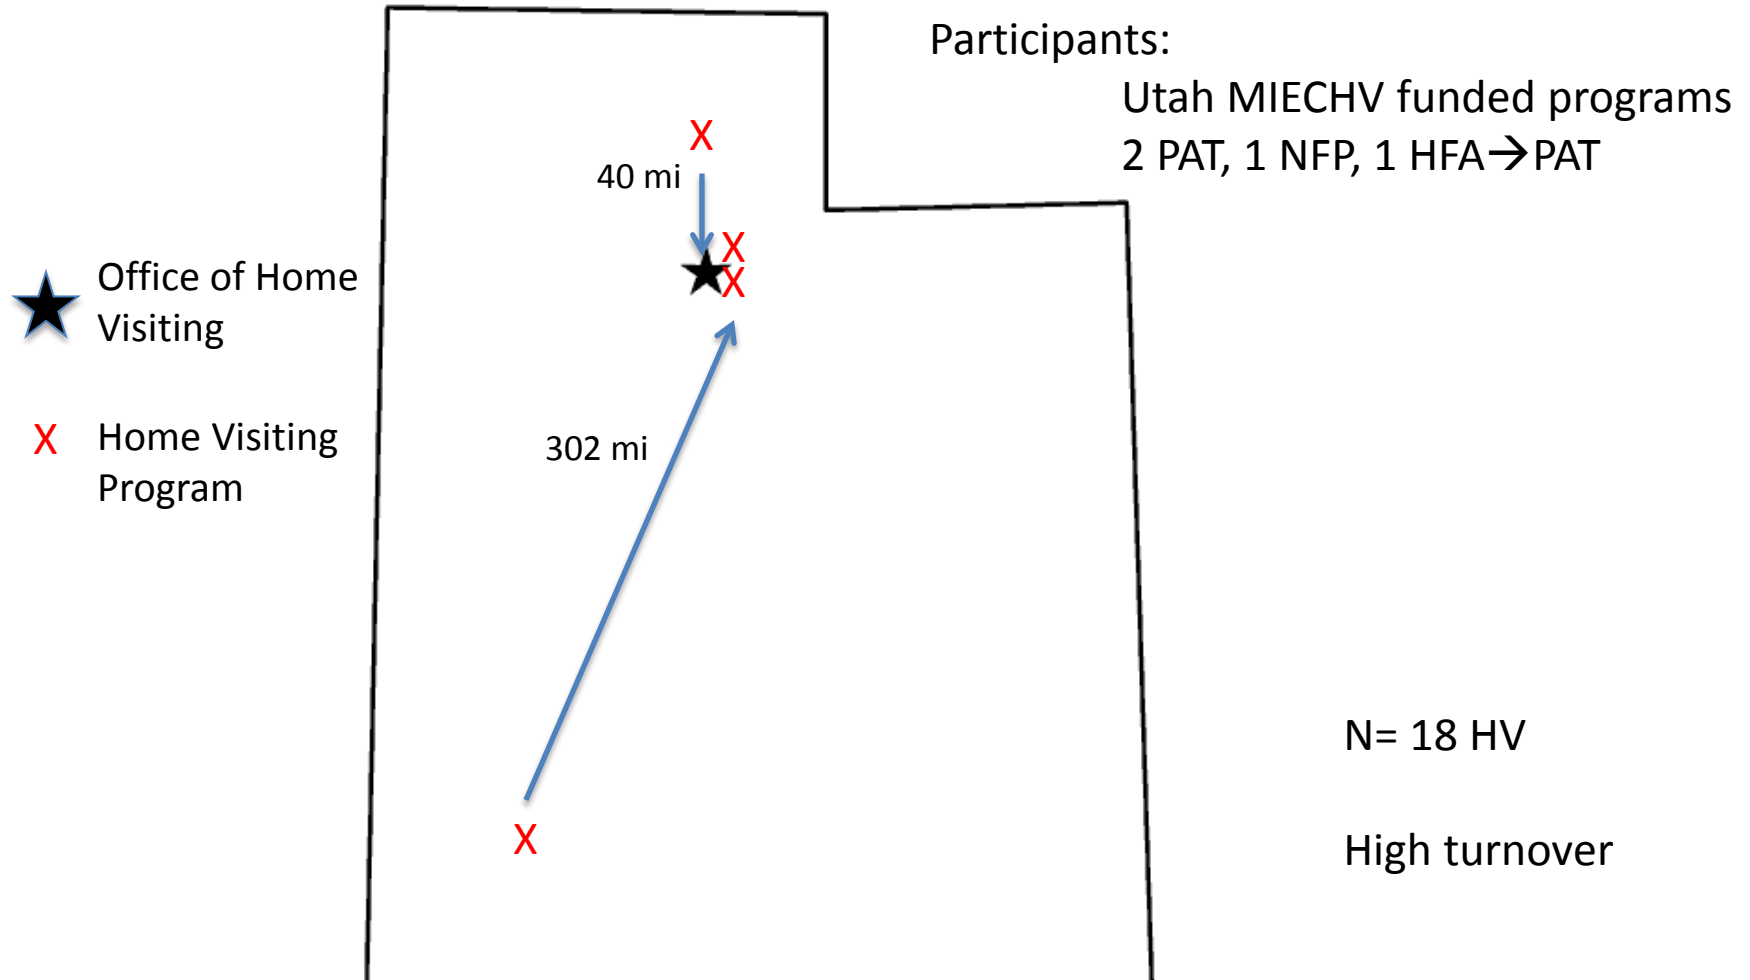 Participants:
Utah MIECHV funded programs
2 PAT, 1 NFP, 1 HFA→PAT
X
40 mi
X
X
Office of Home
Visiting
X Home Visiting
Program
302 mi
X
N= 18 HV
High turnover